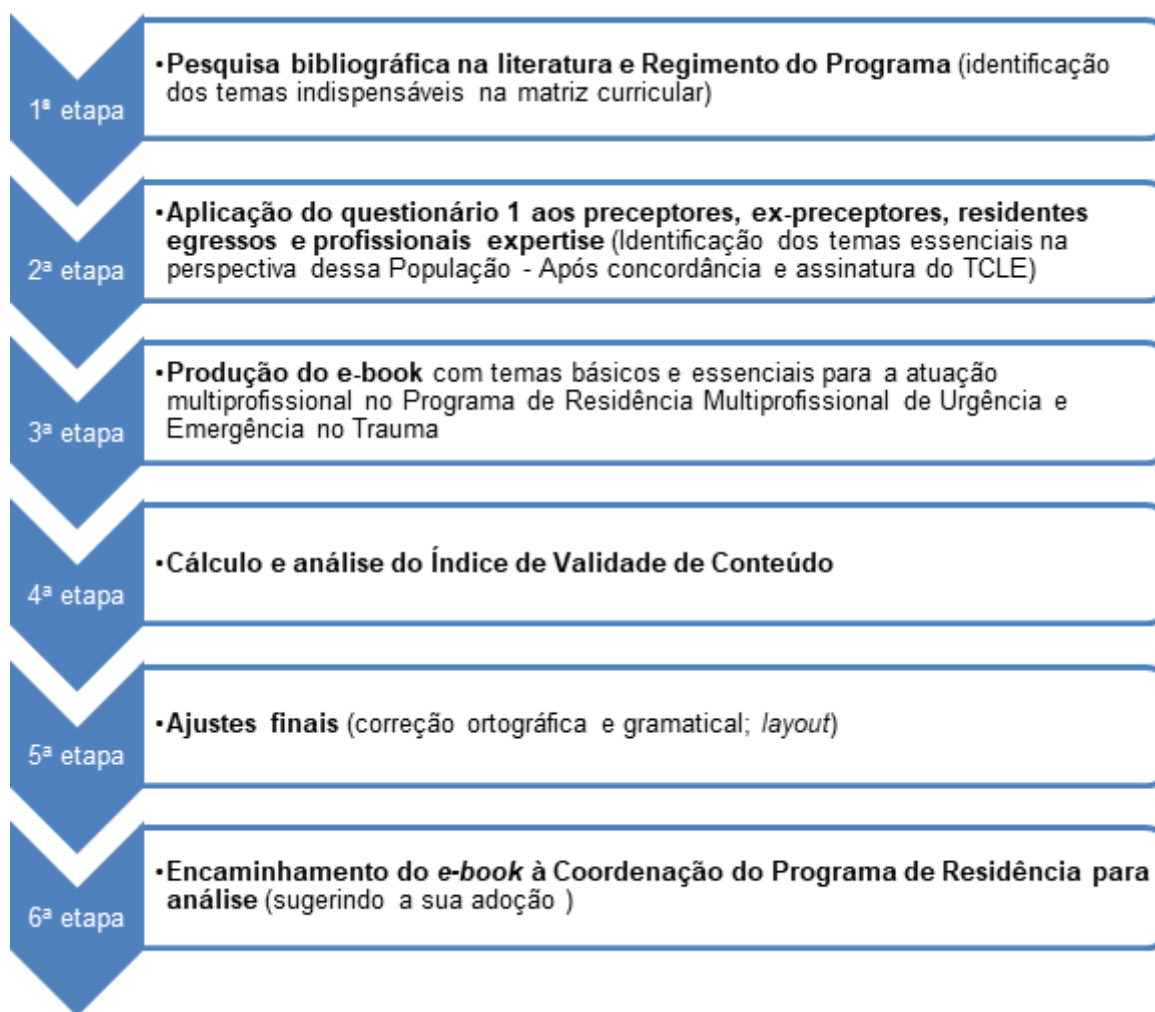 1ª etapa
•Pesquisa bibliográfica na literatura e Regimento do Programa (identificação
dos temas indispensáveis na matriz curricular)
2ª etapa
•Aplicação do questionário 1 aos preceptores, ex-preceptores, residentes
egressos e profissionais expertise (Identificação dos temas essenciais na
perspectiva dessa População - Após concordância e assinatura do TCLE)
3ª etapa
•Produção do e-book com temas básicos e essenciais para a atuação
multiprofissional no Programa de Residência Multiprofissional de Urgência e
Emergência no Trauma
4ª etapa
•Cálculo e análise do Índice de Validade de Conteúdo
5ª etapa
•Ajustes finais (correção ortográfica e gramatical; layout)
6ª etapa
•Encaminhamento do e-book à Coordenação do Programa de Residência para
análise (sugerindo a sua adoção )